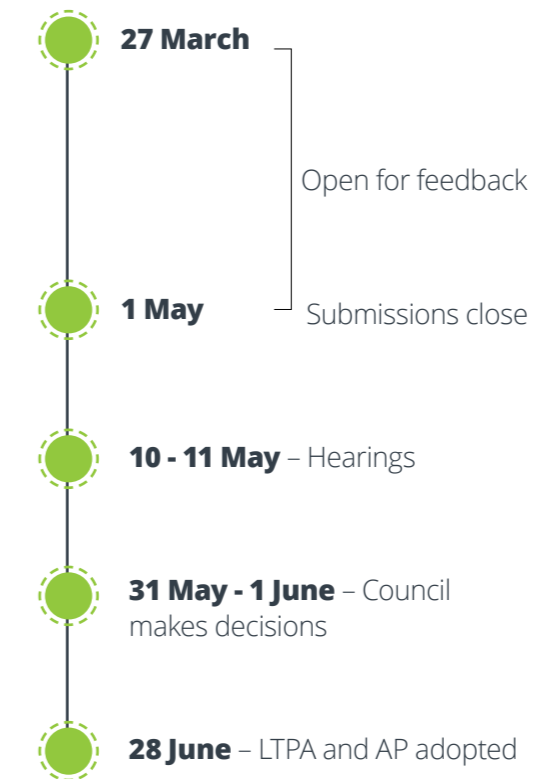 27 March
Open for feedback
1 May
Submissions close
10 - 11 May – Hearings
31 May - 1 June – Council
makes decisions
28 June – LTPA and AP adopted